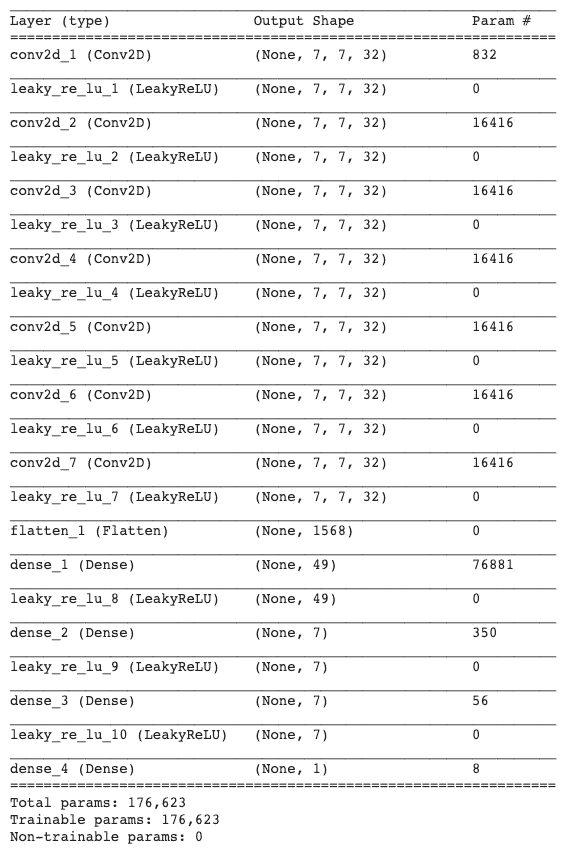 Layer (type) Output Shape Param #
conv2d_1 (Conv2D) (None, 7, 7, 32) 832
leaky_re_lu_1 (LeakyReLU) (None, 7, 7, 32) 0
conv2d_2 (Conv2D) (None, 7, 7, 32) 16416
leaky_re_lu_2 (LeakyReLU) (None, 7, 7, 32) 0
conv2d_3 (Conv2D) (None, 7, 7, 32) 16416
leaky_re_lu_3 (LeakyReLU) (None, 7, 7, 32) 0
conv2d_4 (Conv2D) (None, 7, 7, 32) 16416
leaky_re_lu_4 (LeakyReLU) (None, 7, 7, 32) 0
conv2d_5 (Conv2D) (None, 7, 7, 32) 16416
leaky_re_lu_5 (LeakyReLU) (None, 7, 7, 32) 0
conv2d_6 (Conv2D) (None, 7, 7, 32) 16416
leaky_re_lu_6 (LeakyReLU) (None, 7, 7, 32) 0
conv2d_7 (Conv2D) (None, 7, 7, 32) 16416
leaky_re_lu_7 (LeakyReLU) (None, 7, 7, 32) 0
flatten_1 (Flatten) (None, 1568) 0
dense_1 (Dense) (None, 49) 76881
leaky_re_lu_8 (LeakyReLU) (None, 49) 0
dense_2 (Dense) (None, 7) 350
leaky_re_lu_9 (LeakyReLU) (None, 7) 0
dense_3 (Dense) (None, 7) 56
leaky_re_lu_10 (LeakyReLU) (None, 7) 0
dense_4 (Dense) (None, 1) 8
Total params: 176,623
Trainable params: 176,623
Non-trainable params: 0